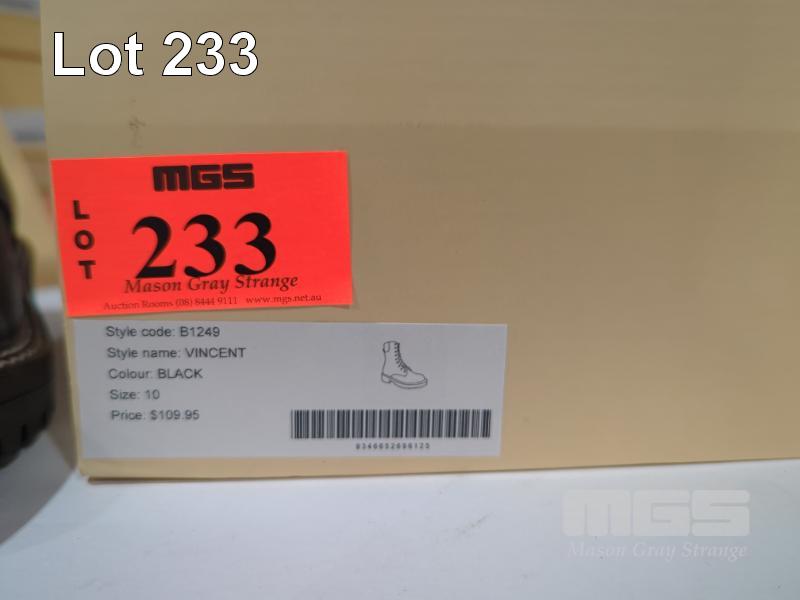 Lot 233
MGS
LOT
233
Mason Gray Strange
Auction Rooms (08) 8444 9111 www.mgs.net.au
Style code: B1249
Style name: VINCENT
Colour: BLACK
Size: 10
Price: $109.95
MGS
Mason Gray Strange